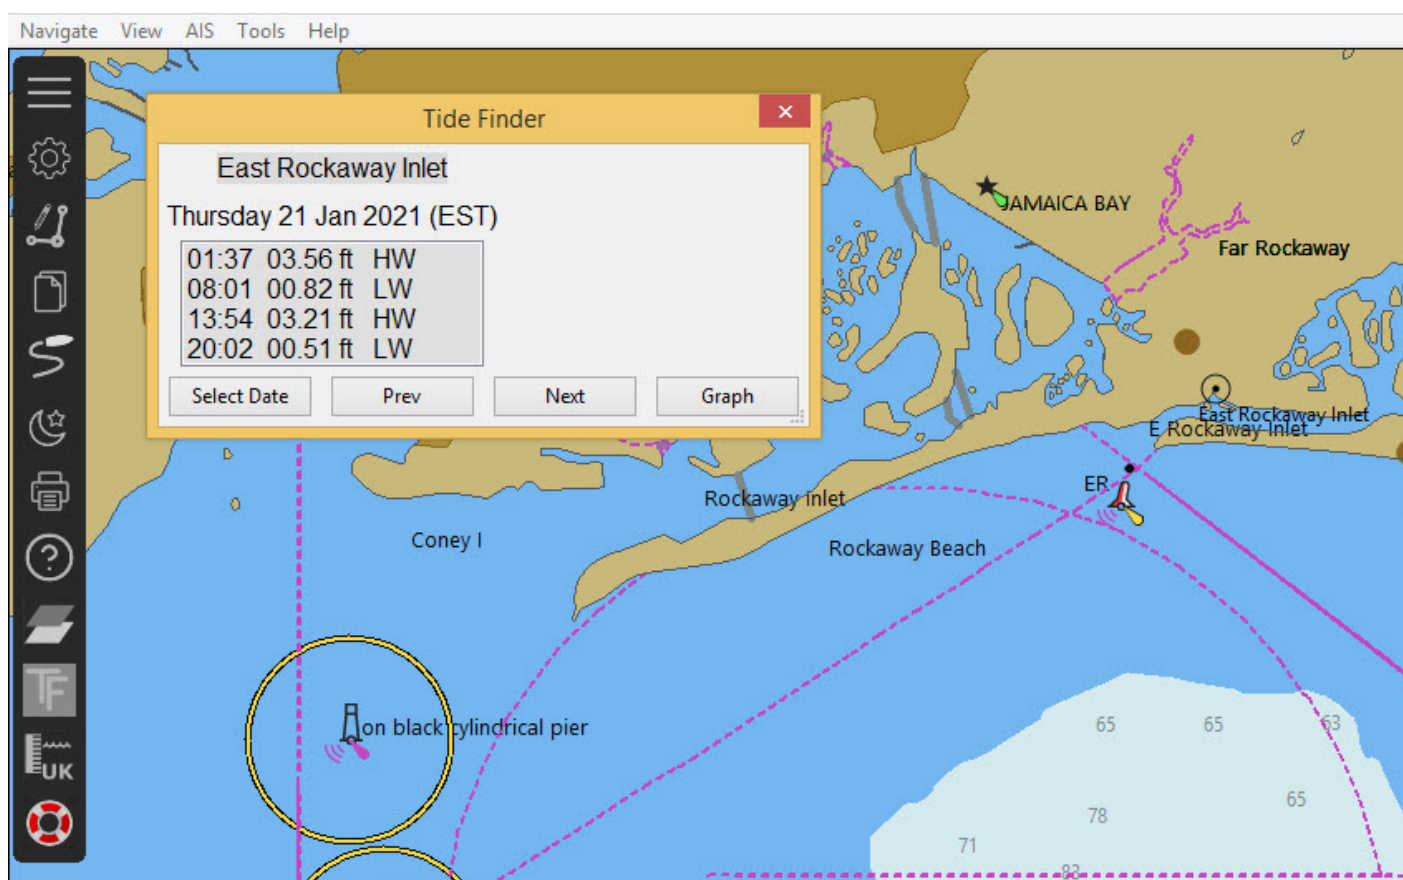 Navigate View AIS Tools Help
Tide Finder
East Rockaway Inlet
Thursday 21 Jan 2021 (EST)
01:37 03.56 ft HW
08:01 00.82 ft LW
13:54 03.21 ft HW
20:02 00.51 ft LW
Select Date Prev Next Graph
JAMAICA BAY
Far Rockaway
East Rockaway Inlet
E Rockaway Inlet
ER
Rockaway inlet
Coney I
Rockaway Beach
on black cylindrical pier
TF
UK
65 65 63
65
78
71
83